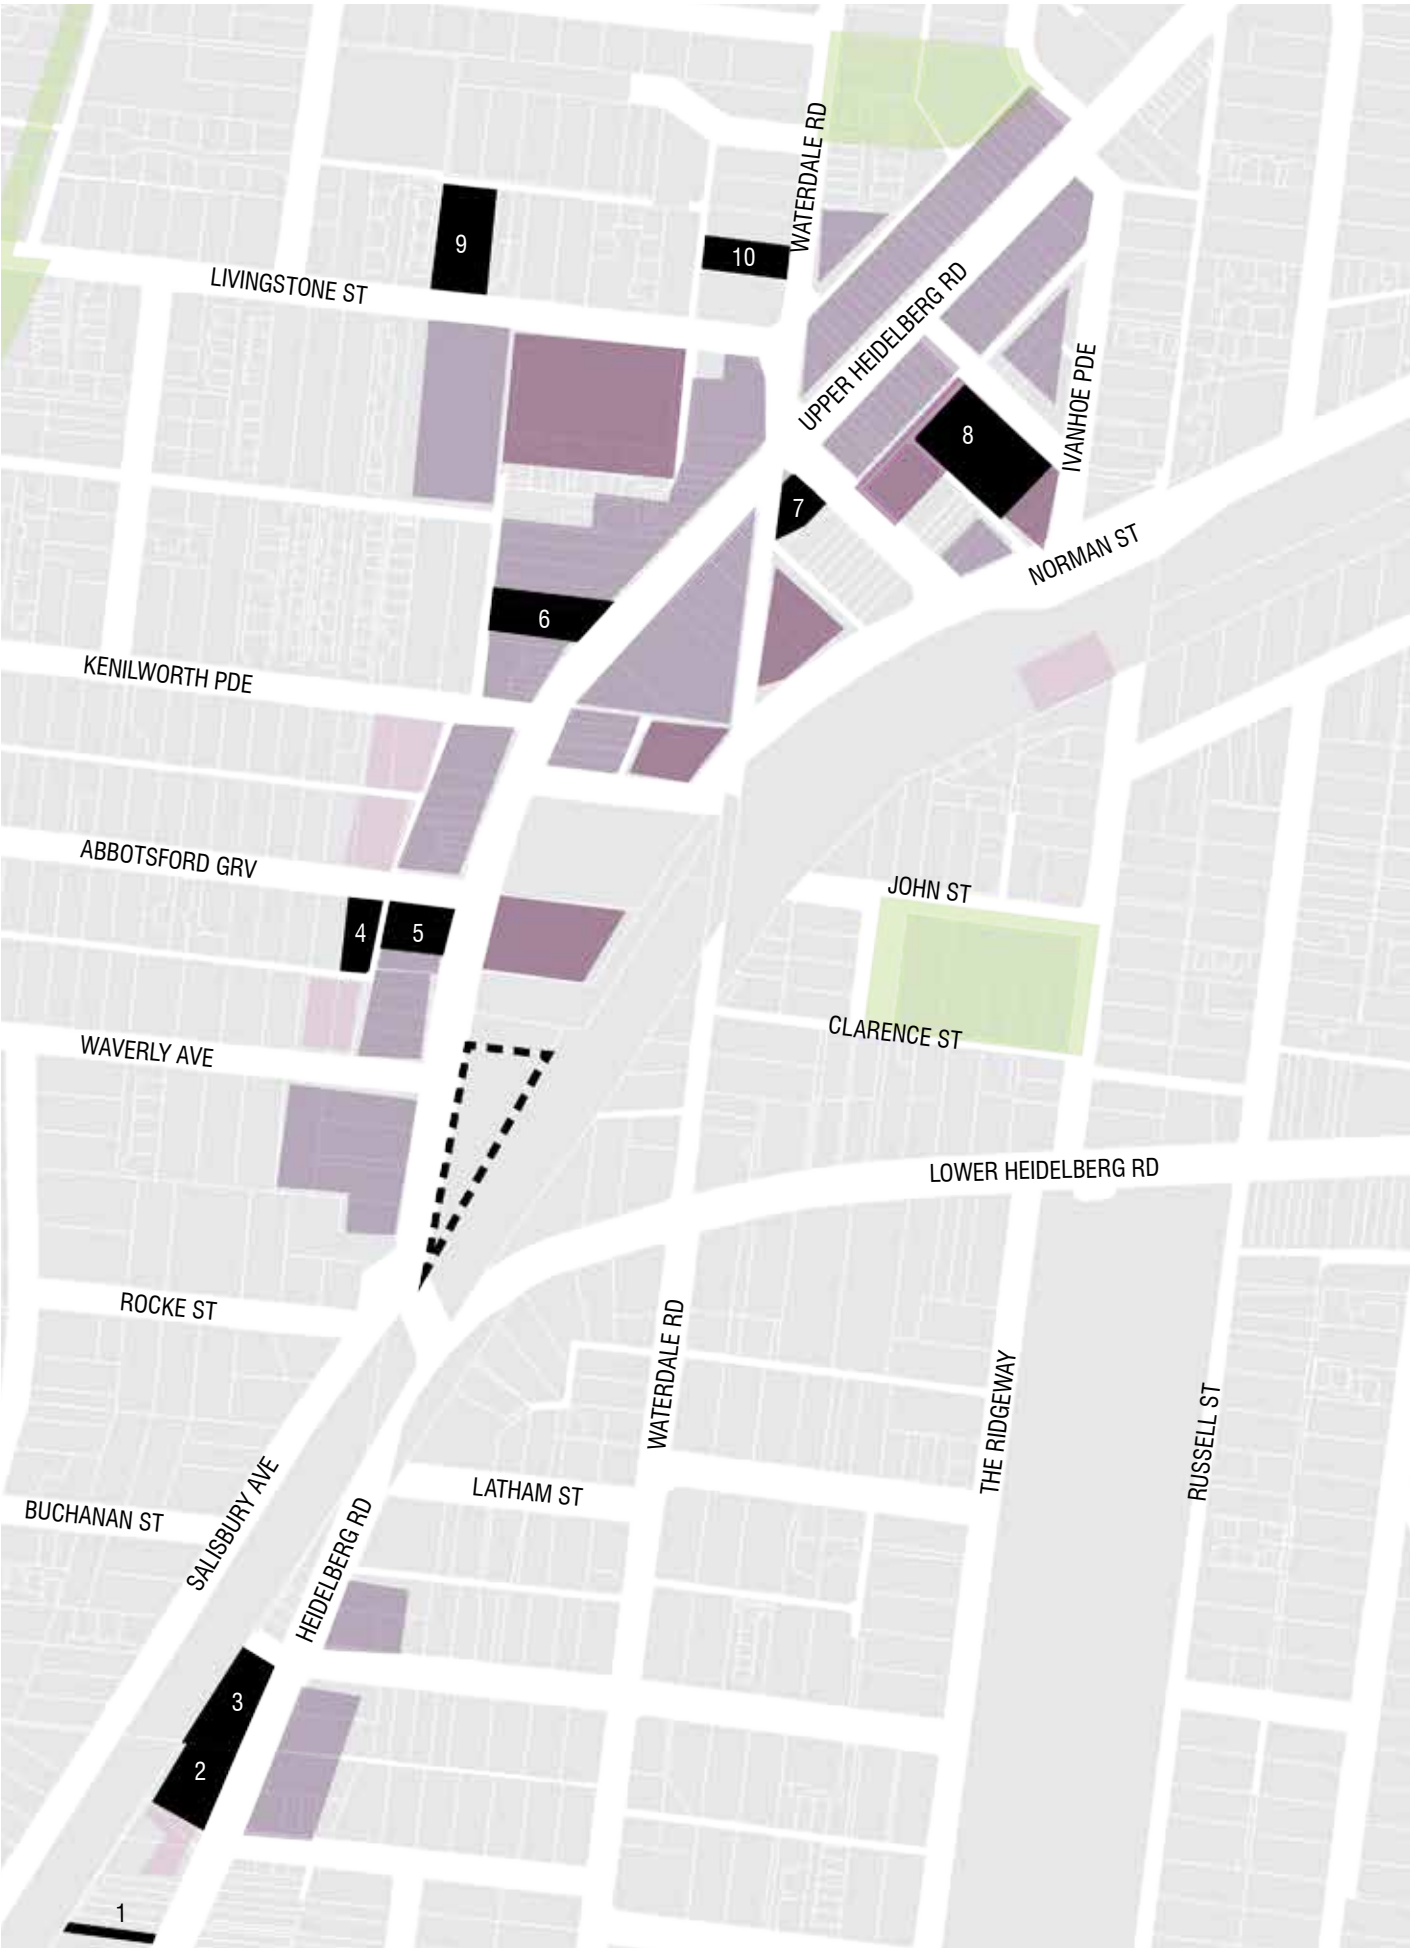 WATERDALE RD
9
10
LIVINGSTONE ST
UPPER HEIDELBERG RD
IVANHOE PDE
8
7
NORMAN ST
6
KENILWORTH PDE
ABBOTSFORD GRV
JOHN ST
4
5
CLARENCE ST
WAVERLY AVE
LOWER HEIDELBERG RD
ROCKE ST
WATERDALE RD
THE RIDGEWAY
RUSSELL ST
SALISBURY AVE
LATHAM ST
BUCHANAN ST
HEIDELBERG RD
3
2
1